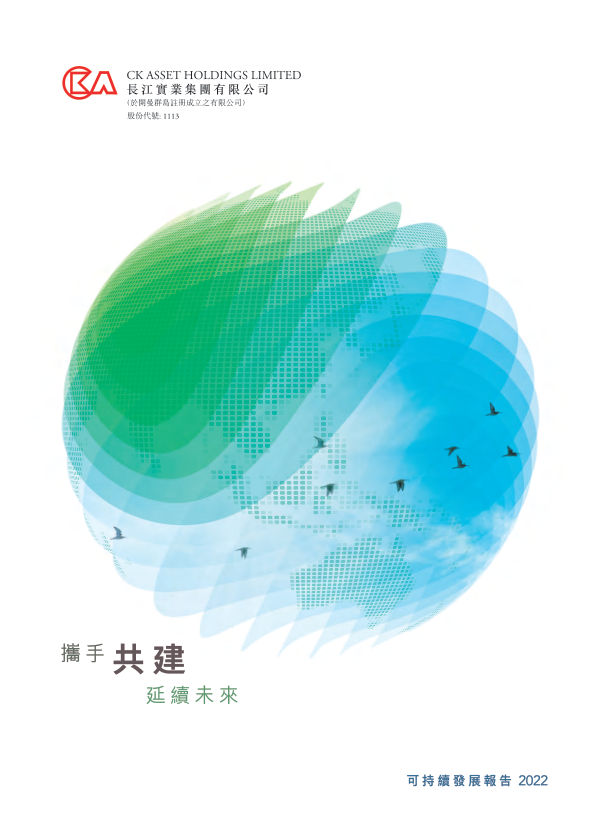 CK ASSET HOLDINGS LIMITED
長江實業集團有限公司
(於開曼群島註冊成立之有限公司)
股份代號: 1113
攜手 共建
延續未來
可持續發展報告 2022